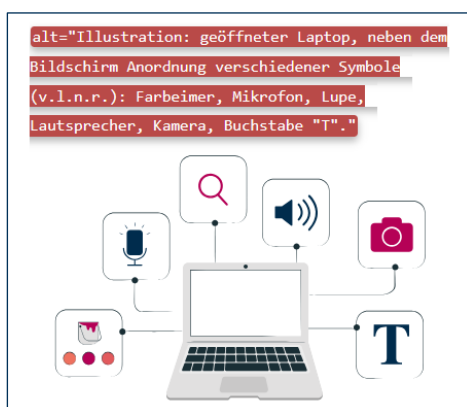 alt="Illustration: geöffneter Laptop, neben dem
Bildschirm Anordnung verschiedener Symbole
(v.l.n.r.): Farbeimer, Mikrofon, Lupe,
Lautsprecher, Kamera, Buchstabe "T"."
T